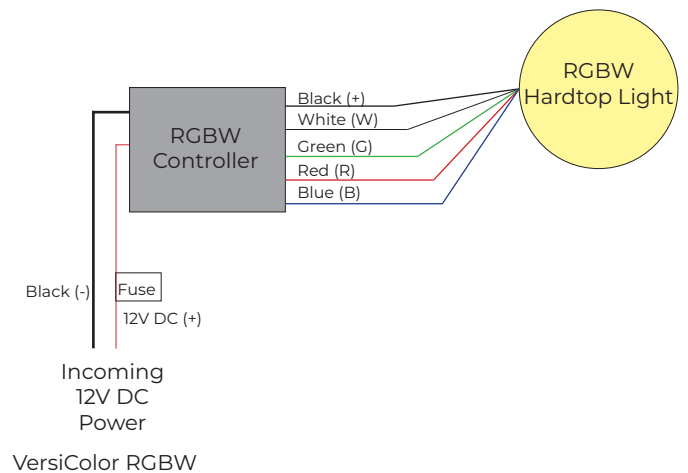 RGBW
Hardtop Light
Black (+)
White (W)
Green (G)
Red (R)
Blue (B)
RGBW
Controller
Black (-)
Fuse
12V DC (+)
Incoming
12V DC
Power
VersiColor RGBW